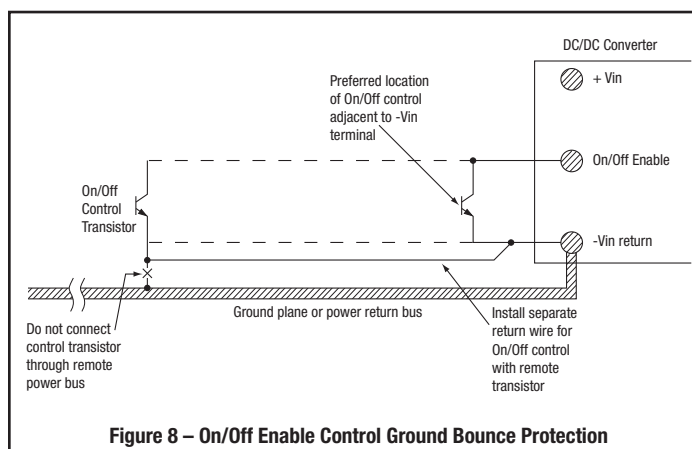 DC/DC Converter
+ Vin
Preferred location
of On/Off control
adjacent to -Vin
terminal
On/Off Enable
On/Off
Control
Transistor
-Vin return
Ground plane or power return bus
Do not connect
control transistor
through remote
power bus
Install separate
return wire for
On/Off control
with remote
transistor
Figure 8 – On/Off Enable Control Ground Bounce Protection